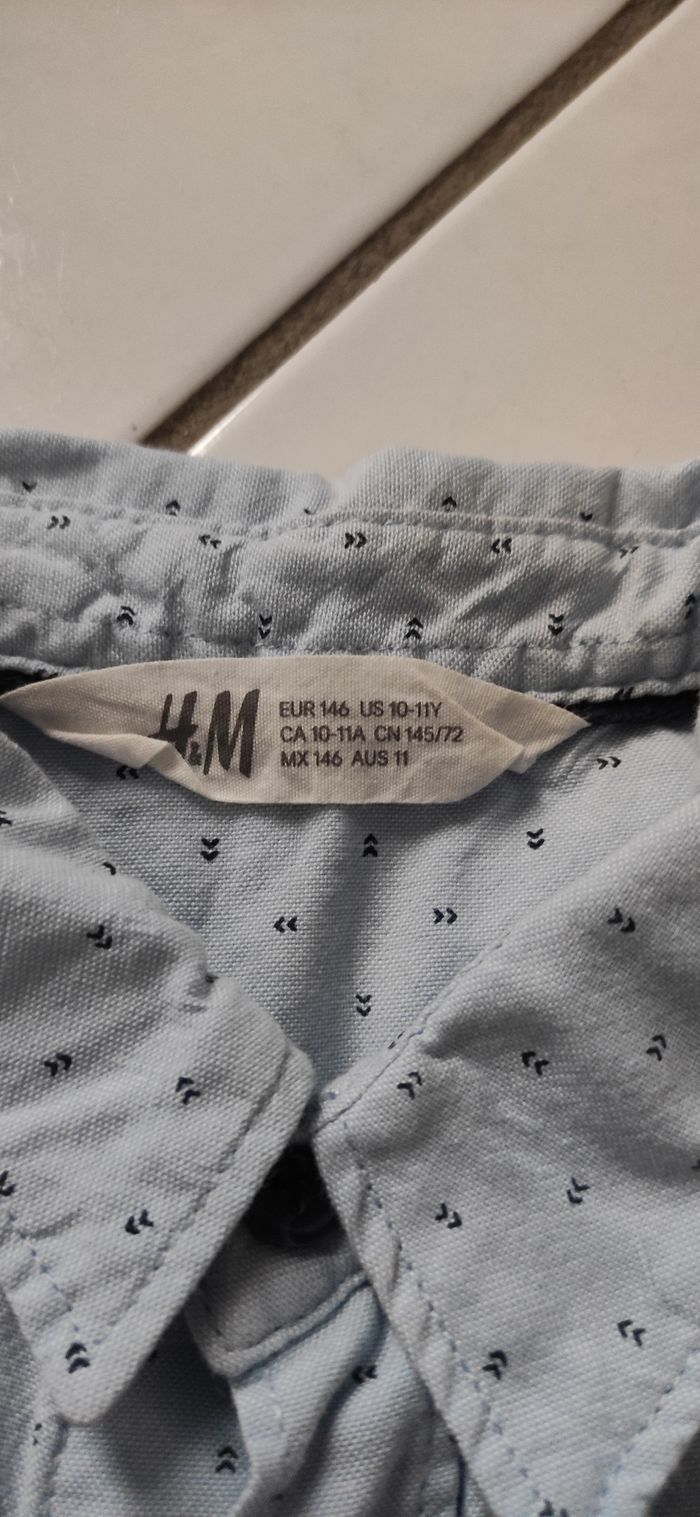 H&M
EUR 146 US 10-11Y
CA 10-11A CN 145/72
MX 146 AUS 11